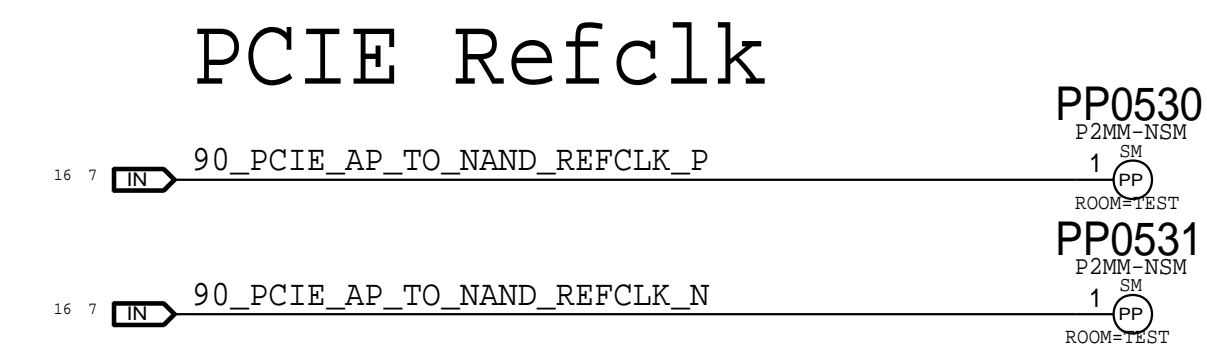 PCIE Refclk
PP0530
P2MM-NSM
SM
16 7 IN 90_PCIE_AP_TO_NAND_REFCLK_P 1 PP
ROOM=TEST
PP0531
P2MM-NSM
SM
16 7 IN 90_PCIE_AP_TO_NAND_REFCLK_N 1 PP
ROOM=TEST